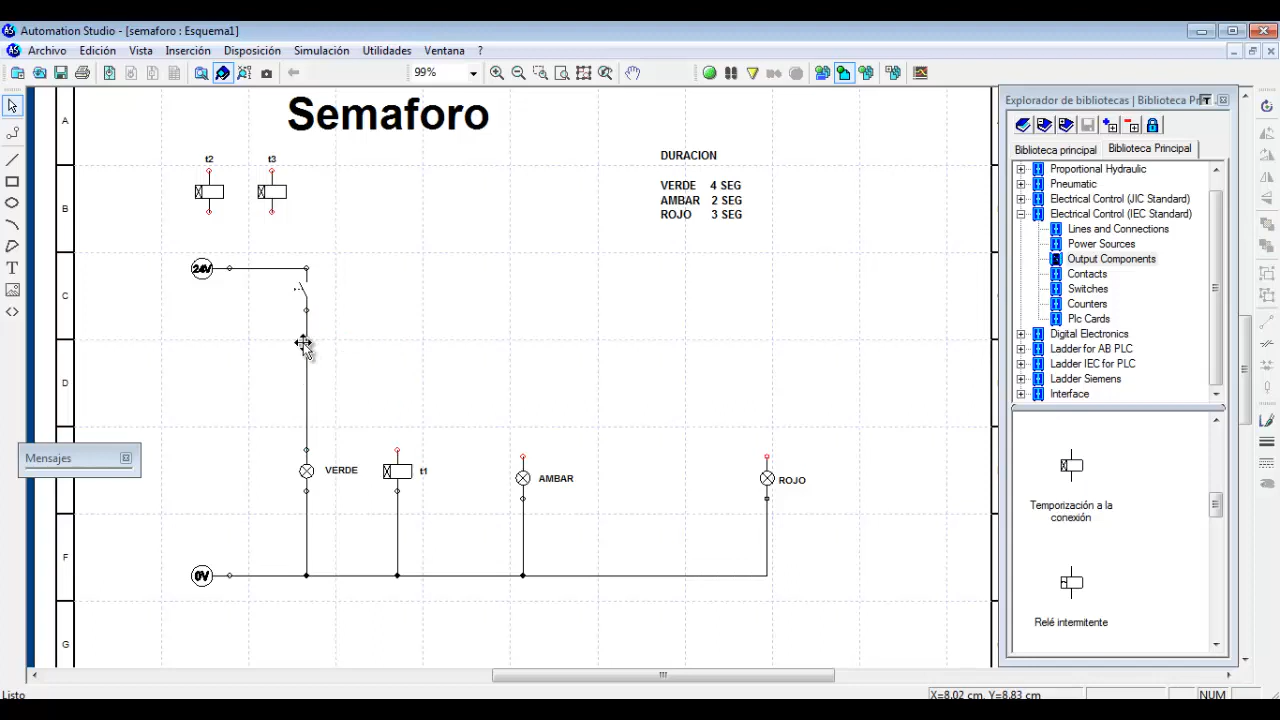 Automation Studio - [semaforo : Esquema1]
Archivo Edición Vista Inserción Disposición Simulación Utilidades Ventana ?
99%
Semaforo
A
B
C
D
F
G
t2 t3
DURACION
VERDE 4 SEG
AMBAR 2 SEG
ROJO 3 SEG
24V
VERDE
t1
AMBAR
ROJO
0V
Mensajes
Explorador de bibliotecas | Biblioteca Pri
Biblioteca principal Biblioteca Principal
Proportional Hydraulic
Pneumatic
Electrical Control (JIC Standard)
Electrical Control (IEC Standard)
Lines and Connections
Power Sources
Output Components
Contacts
Switches
Counters
Plc Cards
Digital Electronics
Ladder for AB PLC
Ladder IEC for PLC
Ladder Siemens
Interface
Temporización a la
conexión
Relé intermitente
Listo
X=8,02 cm, Y=8,83 cm
NUM